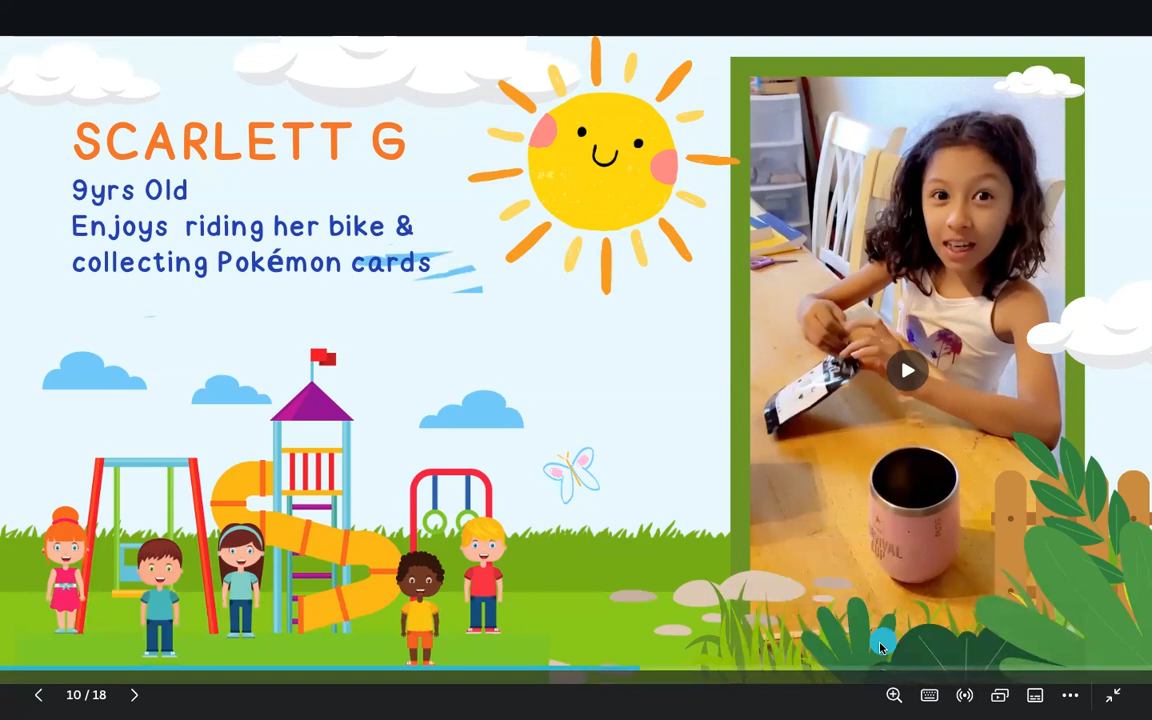 SCARLETT G
9yrs Old
Enjoys riding her bike &
collecting Pokémon cards
10 / 18